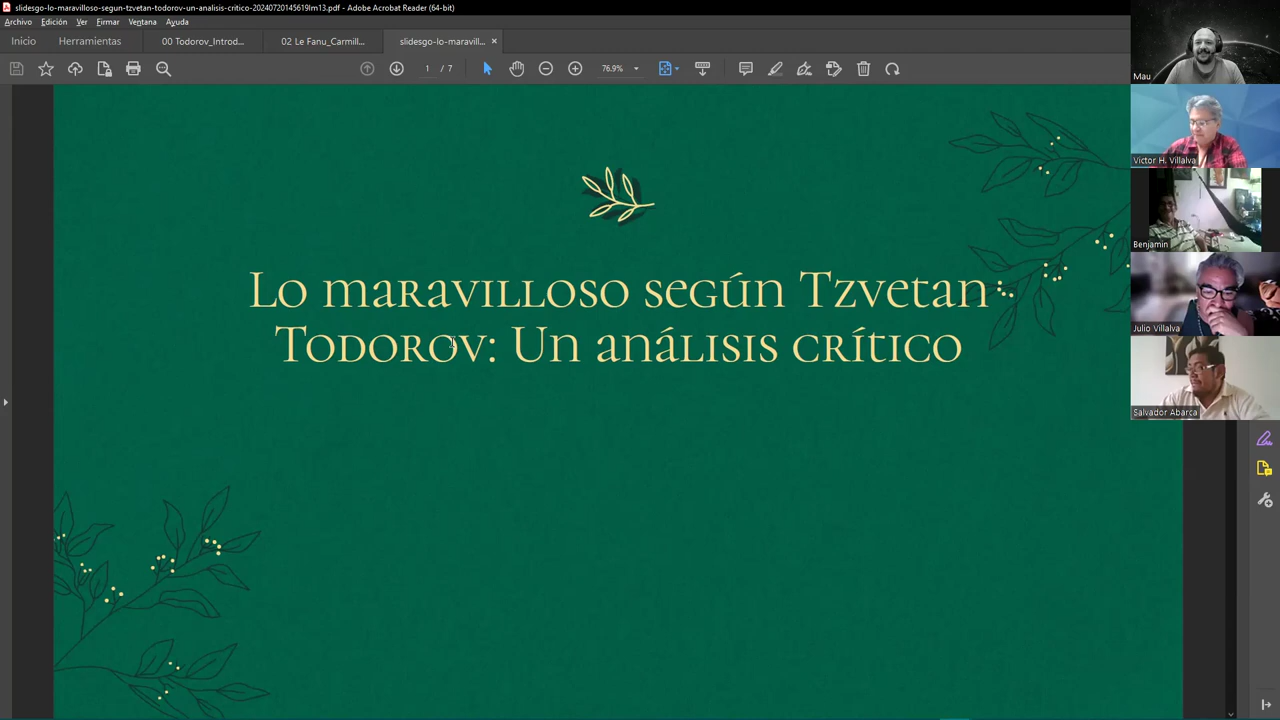 slidesgo-lo-maravilloso-segun-tzvetan-todorov-un-analisis-critico-20240720145619lm13.pdf - Adobe Acrobat Reader (64-bit)
Archivo Edición Ver Firmar Ventana Ayuda
Inicio Herramientas 00 Todorov_Introd... 02 Le Fanu_Carmill... slidesgo-lo-maravill... ×
1 / 7 76.9%
Lo maravilloso según Tzvetan
Todorov: Un análisis crítico
Mau
Victor H. Villalva
Benjamin
Julio Villalva
Salvador Abarca